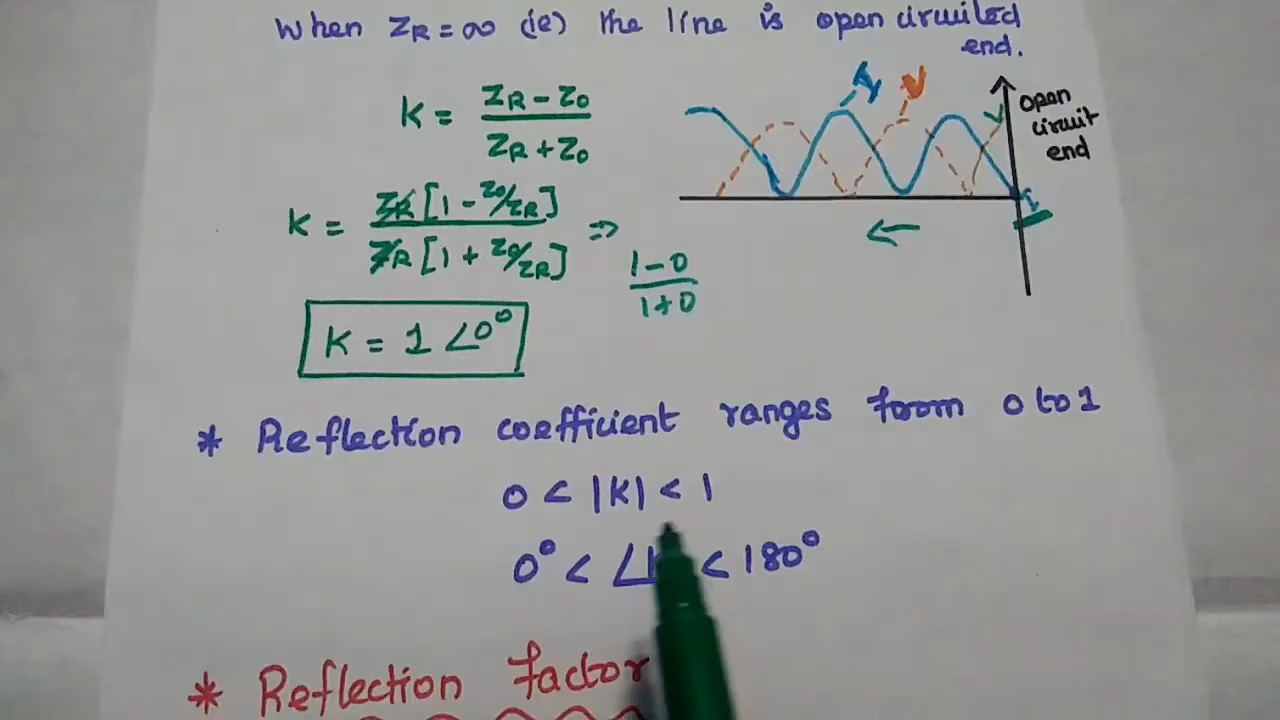 When ZR = ∞ (ie) the line is open circuited
end.
K = ZR - Z0 / ZR + Z0
K = ZR [1 - Z0/ZR] / ZR [1 + Z0/ZR] ⇒ 1-0 / 1+0
K = 1 ∠0°
V
open
circuit
end
* Reflection coefficient ranges from 0 to 1
0 < |K| < 1
0° < ∠ < 180°
* Reflection factor